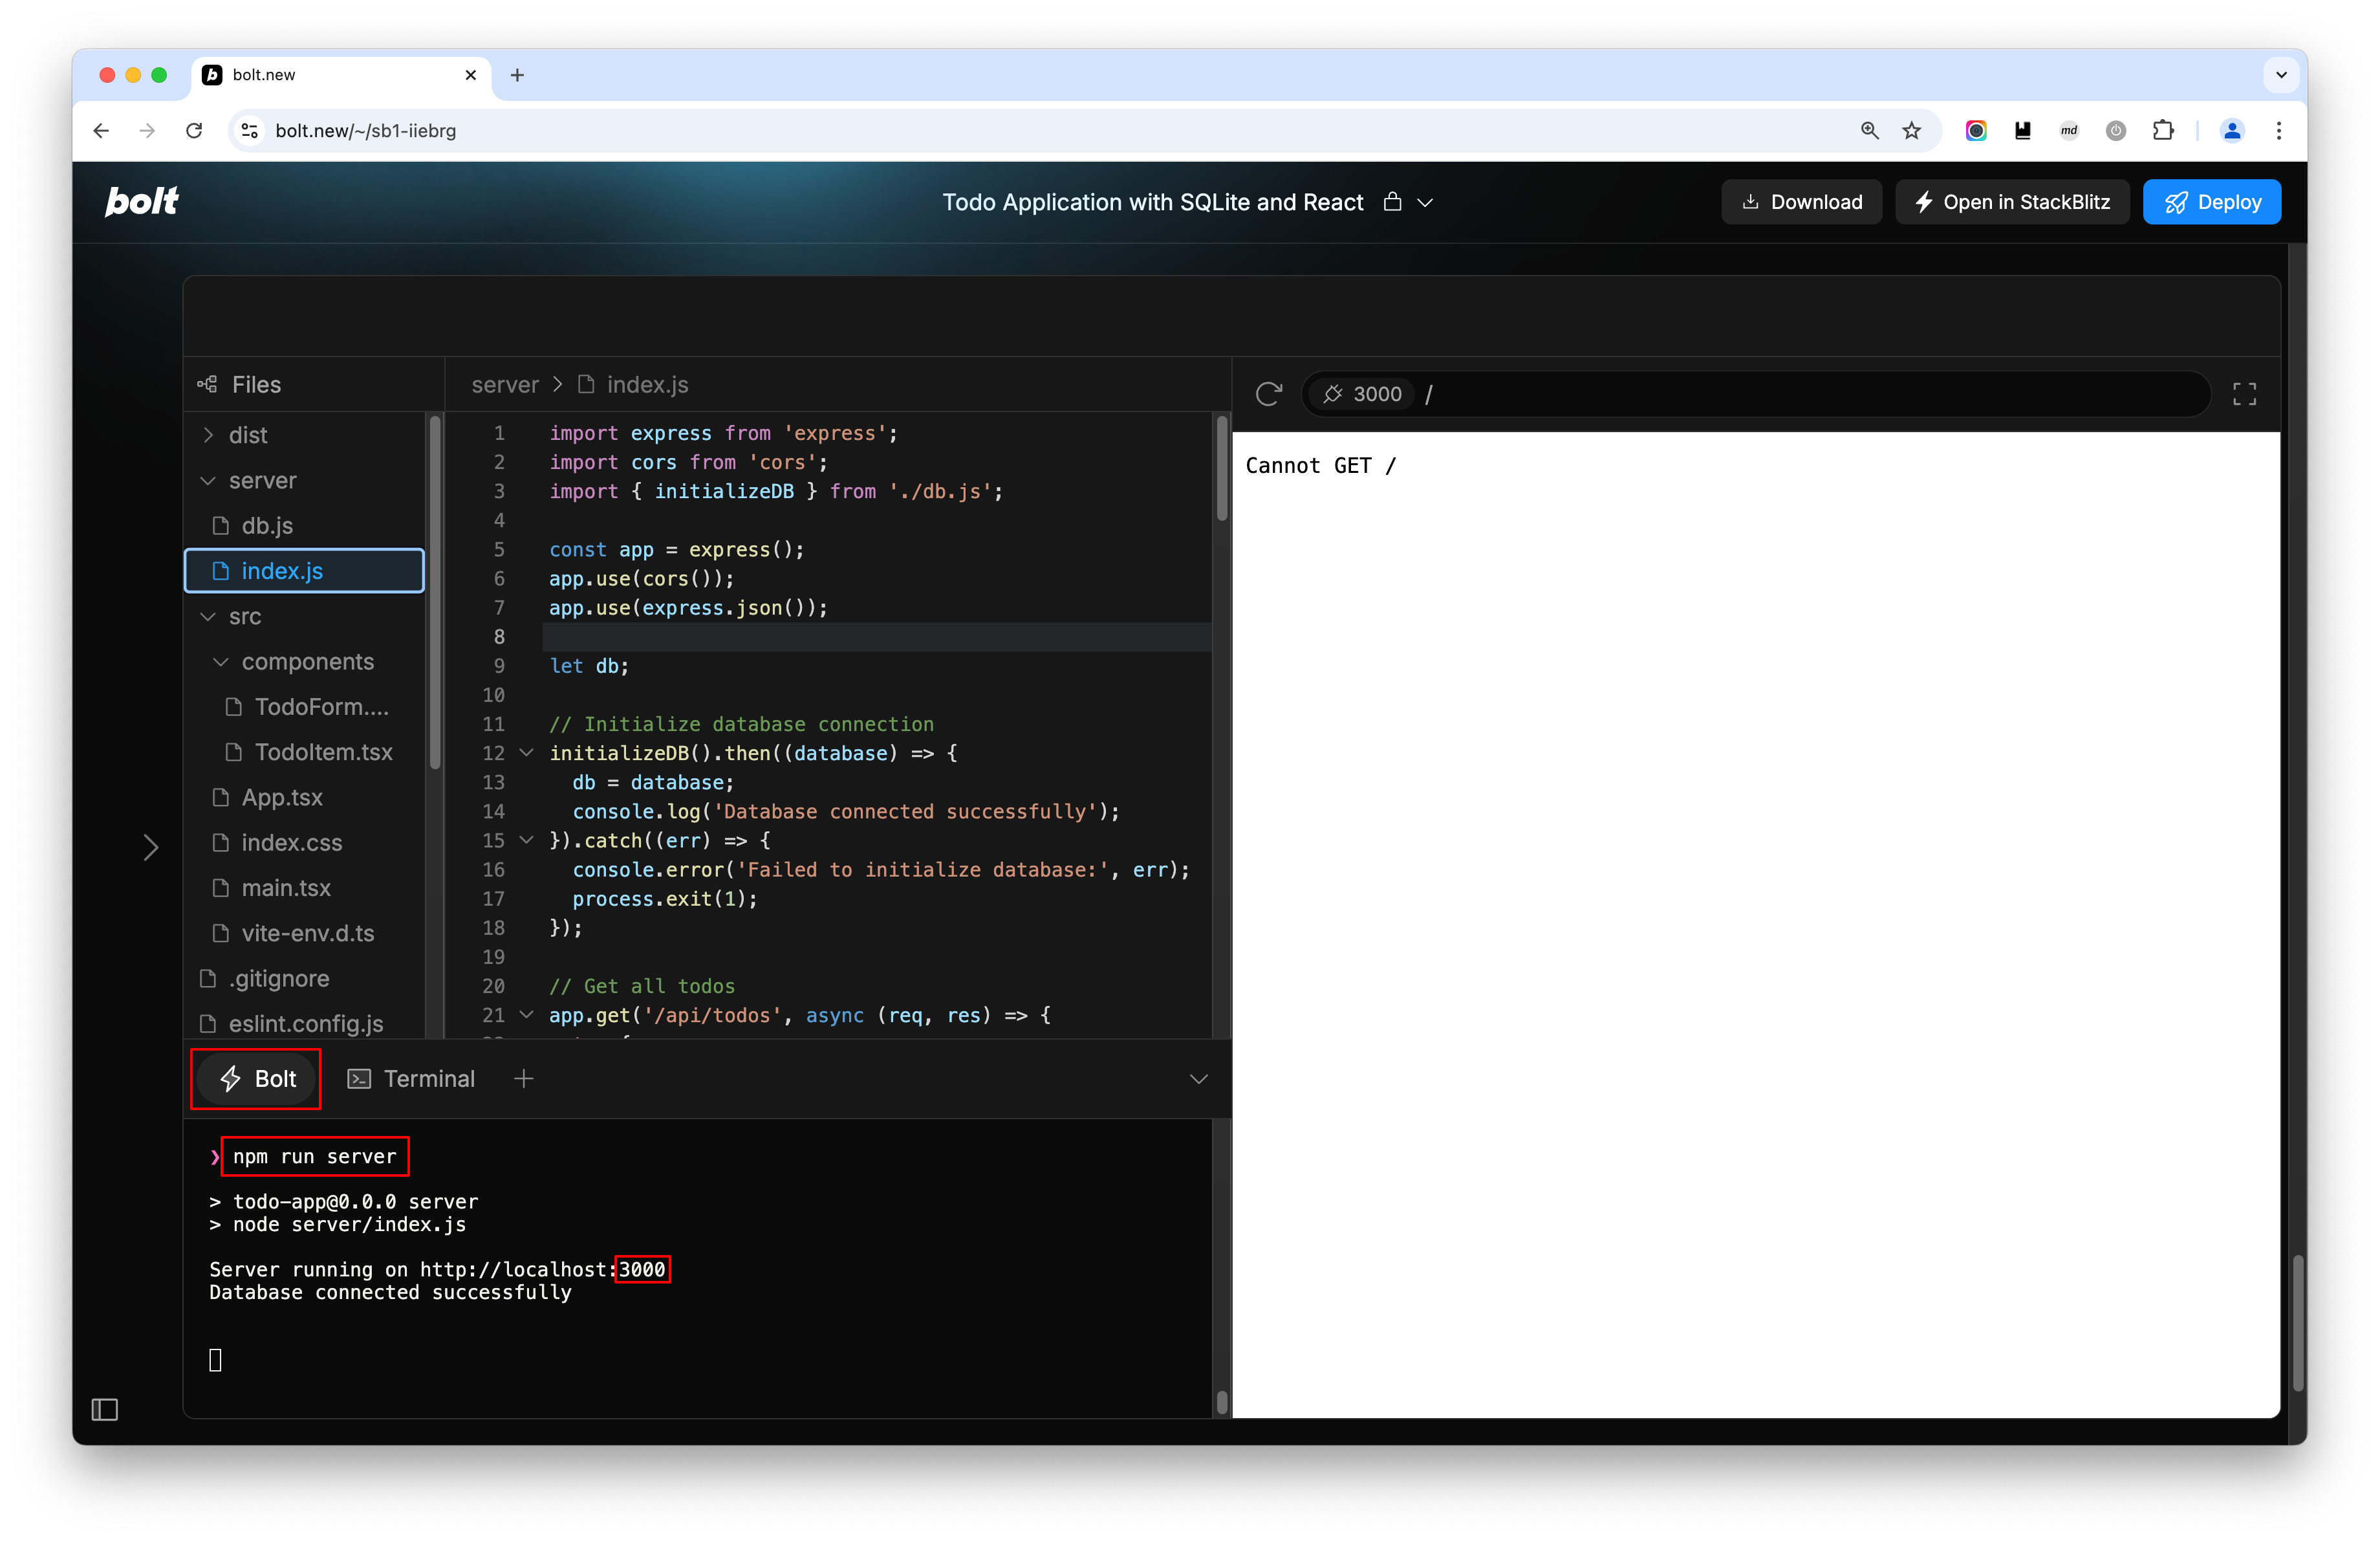 bolt.new
bolt.new/~/sb1-iiebrg
md
bolt
Todo Application with SQLite and React
Download
Open in StackBlitz
Deploy
Files
dist
server
db.js
index.js
src
components
TodoForm....
TodoItem.tsx
App.tsx
index.css
main.tsx
vite-env.d.ts
.gitignore
eslint.config.js
server > index.js
1 import express from 'express';
2 import cors from 'cors';
3 import { initializeDB } from './db.js';
4
5 const app = express();
6 app.use(cors());
7 app.use(express.json());
8
9 let db;
10
11 // Initialize database connection
12 initializeDB().then((database) => {
13 db = database;
14 console.log('Database connected successfully');
15 }).catch((err) => {
16 console.error('Failed to initialize database:', err);
17 process.exit(1);
18 });
19
20 // Get all todos
21 app.get('/api/todos', async (req, res) => {
3000 /
Cannot GET /
Bolt
Terminal
❯ npm run server
> todo-app@0.0.0 server
> node server/index.js
Server running on http://localhost:3000
Database connected successfully